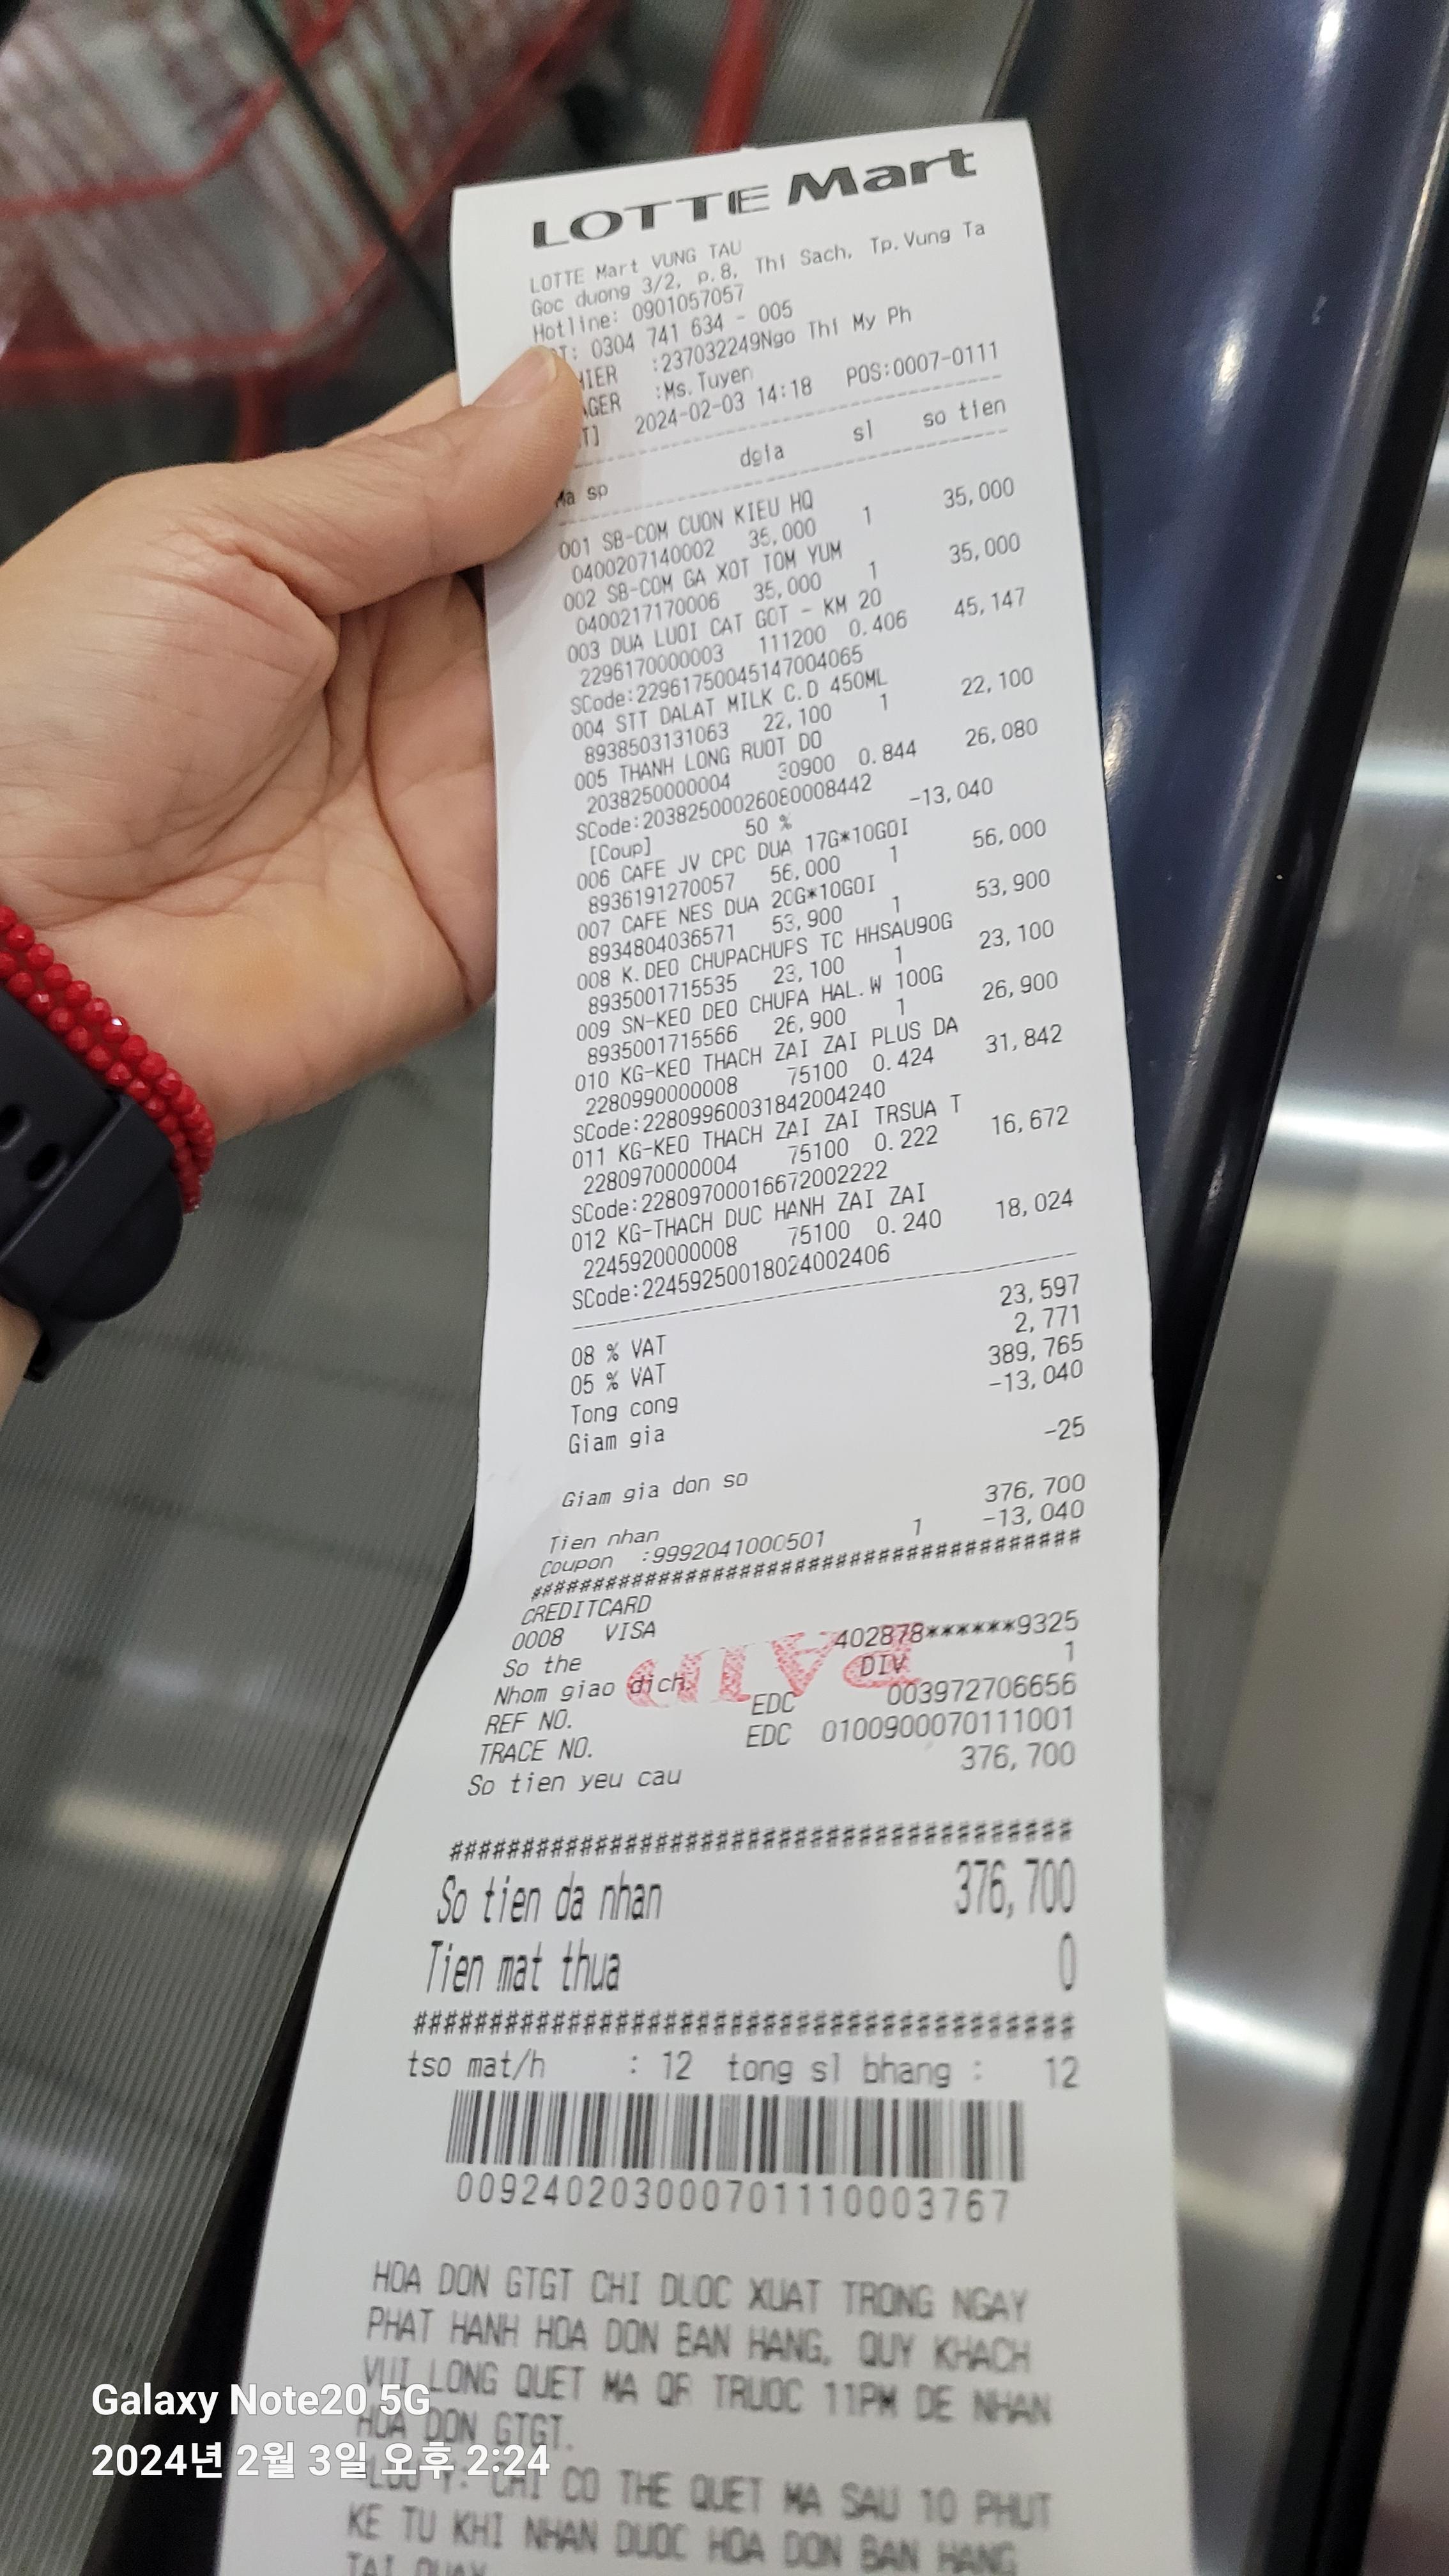 LOTTE Mart
LOTTE Mart VUNG TAU
Goc duong 3/2, p.8, Thi Sach, Tp.Vung Ta
Hotline: 0901057057
T: 0304 741 634 - 005
HIER :237032249Ngo Thi My Ph
AGER :Ms.Tuyen
T] 2024-02-03 14:18 POS:0007-0111
Ma sp dgia sl so tien
001 SB-COM CUON KIEU HQ
0400207140002 35,000 1 35,000
002 SB-COM GA XOT TOM YUM
0400217170006 35,000 1 35,000
003 DUA LUOI CAT GOT - KM 20
2296170000003 111200 0.406 45,147
SCode:229617500451470040​65
004 STT DALAT MILK C.D 450ML
8938503131063 22,100 1 22,100
005 THANH LONG RUOT DO
2038250000004 30900 0.844 26,080
SCode:20382500026080008442
[Coup] 50 % -13,040
006 CAFE JV CPC DUA 17G*10GOI
8936191270057 56,000 1 56,000
007 CAFE NES DUA 20G*10GOI
8934804036571 53,900 1 53,900
008 K.DEO CHUPACHUPS TC HHSAU90G
8935001715535 23,100 1 23,100
009 SN-KEO DEO CHUPA HAL.W 100G
8935001715566 26,900 1 26,900
010 KG-KEO THACH ZAI ZAI PLUS DA
2280990000008 75100 0.424 31,842
SCode:22809960031842004240
011 KG-KEO THACH ZAI ZAI TRSUA T
2280970000004 75100 0.222 16,672
SCode:22809700016672002222
012 KG-THACH DUC HANH ZAI ZAI
2245920000008 75100 0.240 18,024
SCode:22459250018024002406
08 % VAT 23,597
05 % VAT 2,771
Tong cong 389,765
Giam gia -13,040
Giam gia don so -25
Tien nhan 376,700
Coupon :9992041000501 1 -13,040
########################################
CREDITCARD
0008 VISA
So the 402878******9325
Nhom giao dich. DIV 1
PAID
REF NO. EDC 003972706656
TRACE NO. EDC 0100900070111001
So tien yeu cau 376,700
########################################
So tien da nhan 376,700
Tien mat thua 0
########################################
tso mat/h : 12 tong sl bhang : 12
00924020300070111​0003767
HOA DON GTGT CHI DUOC XUAT TRONG NGAY
PHAT HANH HOA DON BAN HANG, QUY KHACH
VUI LONG QUET MA QR TRUOC 11PM DE NHAN
HOA DON GTGT.
LUU Y: CHI CO THE QUET MA SAU 10 PHUT
KE TU KHI NHAN DUOC HOA DON BAN HANG
TAI QUAY
Galaxy Note20 5G
2024년 2월 3일 오후 2:24